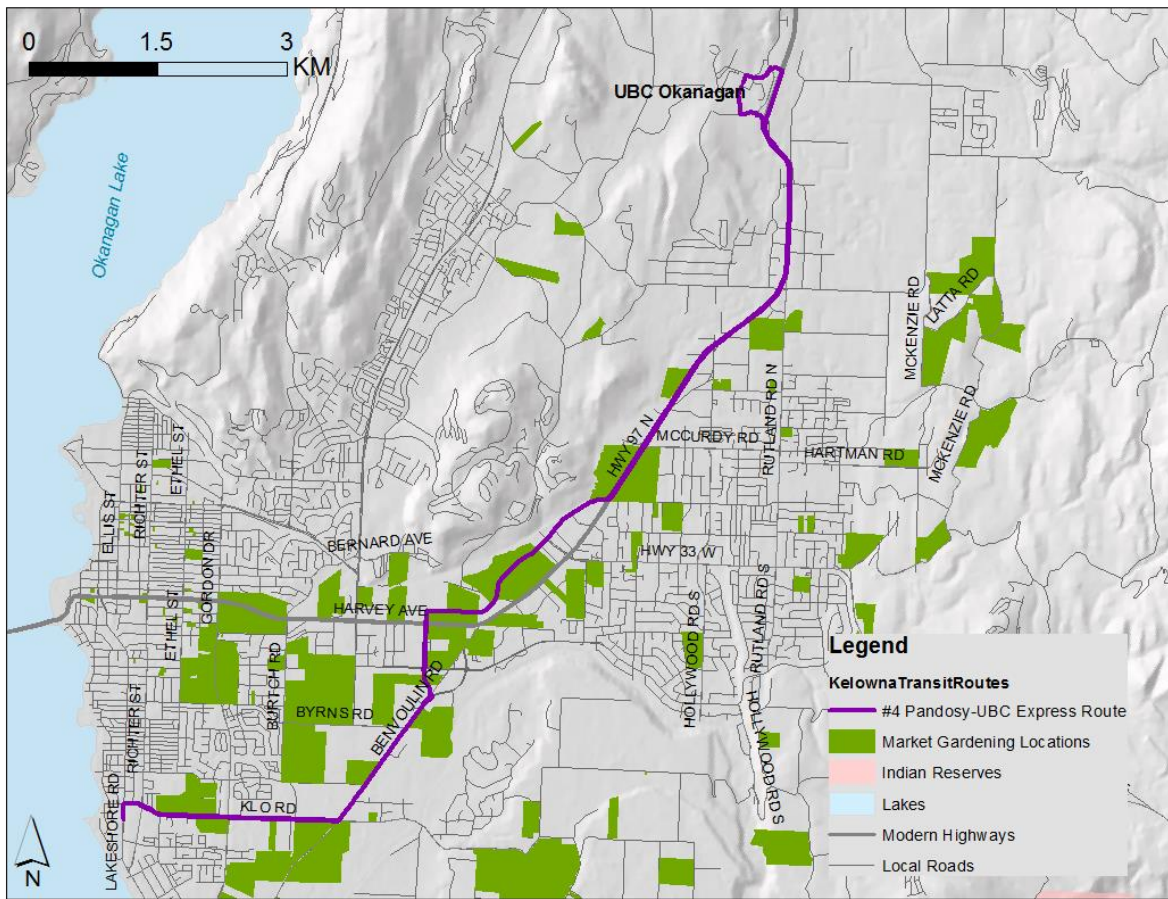 0 1.5 3
KM
UBC Okanagan
Okanagan Lake
MCKENZIE RD
LATTA RD
RUTLAND RD N
MCKENZIE RD
HWY 97 N
MCCURDY RD
HARTMAN RD
ETHEL ST
RICHTER ST
ELLIS ST
GORDON DR
BERNARD AVE
HWY 33 W
HARVEY AVE
ETHEL ST
RUTLAND RD S
HOLLYWOOD RD S
BURTCH RD
BENVOULIN RD
RICHTER ST
BYRNS RD
HOLLYWOOD RD S
KLO RD
LAKESHORE RD
N
Legend
KelownaTransitRoutes
#4 Pandosy-UBC Express Route
Market Gardening Locations
Indian Reserves
Lakes
Modern Highways
Local Roads